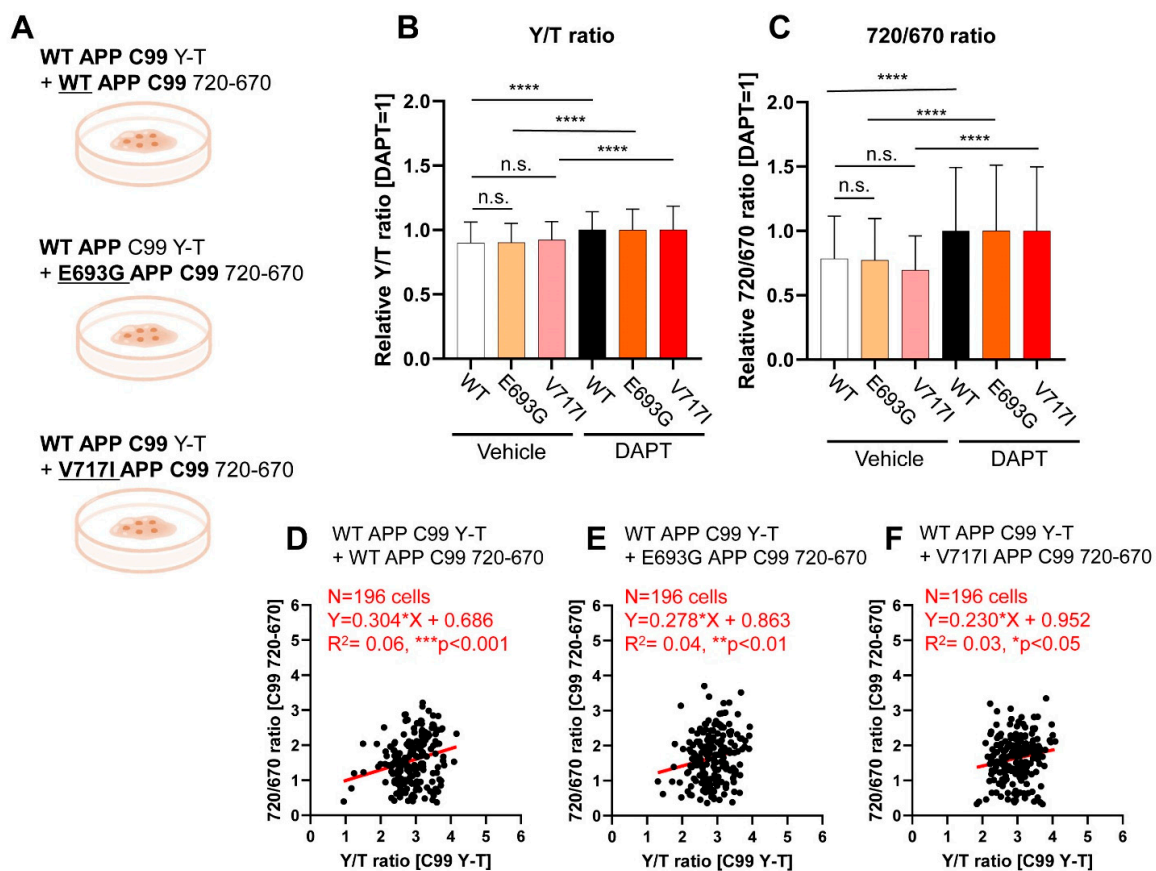 A
WT APP C99 Y-T
+ WT APP C99 720-670
WT APP C99 Y-T
+ E693G APP C99 720-670
WT APP C99 Y-T
+ V717I APP C99 720-670
B
Y/T ratio
Relative Y/T ratio [DAPT=1]
2.0
1.5
1.0
0.5
0.0
****
****
****
n.s.
n.s.
WT
E693G
V717I
WT
E693G
V717I
Vehicle
DAPT
C
720/670 ratio
Relative 720/670 ratio [DAPT=1]
2.0
1.5
1.0
0.5
0.0
****
****
****
n.s.
n.s.
WT
E693G
V717I
WT
E693G
V717I
Vehicle
DAPT
D
WT APP C99 Y-T
+ WT APP C99 720-670
N=196 cells
Y=0.304*X + 0.686
R²= 0.06, ***p<0.001
720/670 ratio [C99 720-670]
6
5
4
3
2
1
0
0 1 2 3 4 5 6
Y/T ratio [C99 Y-T]
E
WT APP C99 Y-T
+ E693G APP C99 720-670
N=196 cells
Y=0.278*X + 0.863
R²= 0.04, **p<0.01
720/670 ratio [C99 720-670]
6
5
4
3
2
1
0
0 1 2 3 4 5 6
Y/T ratio [C99 Y-T]
F
WT APP C99 Y-T
+ V717I APP C99 720-670
N=196 cells
Y=0.230*X + 0.952
R²= 0.03, *p<0.05
720/670 ratio [C99 720-670]
6
5
4
3
2
1
0
0 1 2 3 4 5 6
Y/T ratio [C99 Y-T]